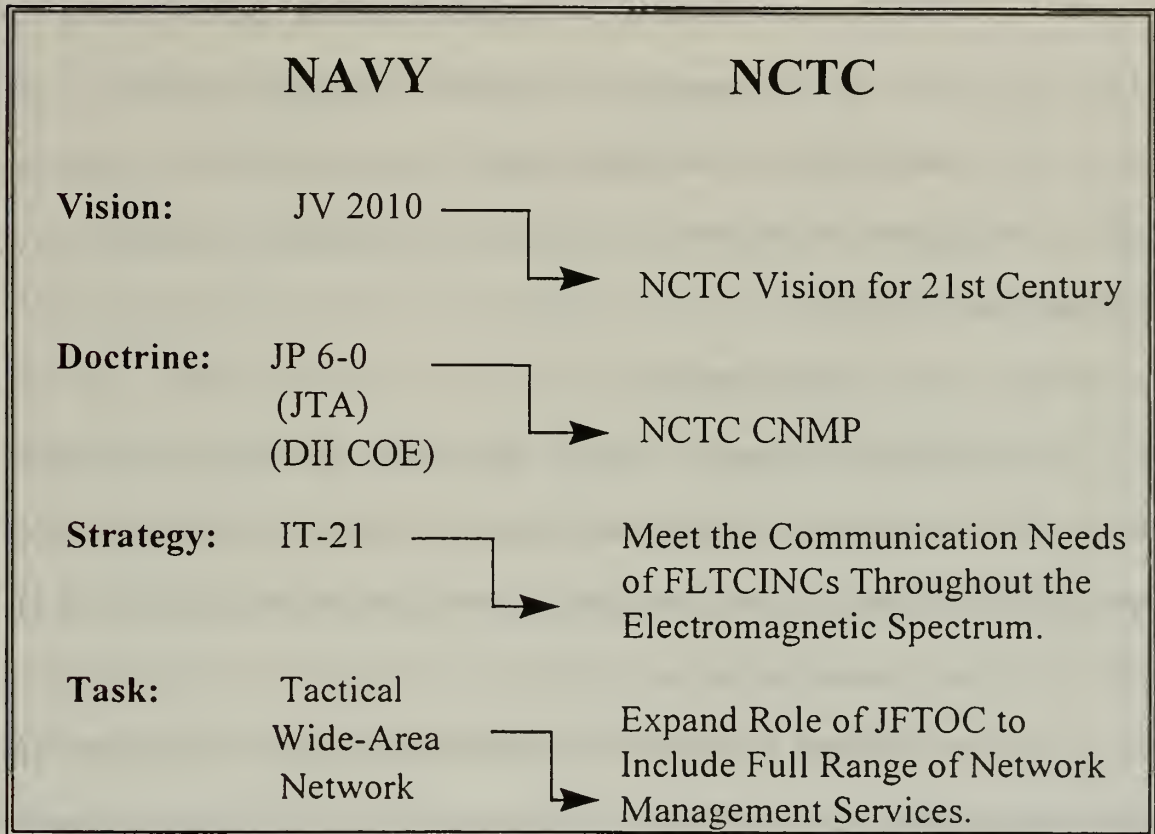 NAVY NCTC
Vision: JV 2010
NCTC Vision for 21st Century
Doctrine: JP 6-0
(JTA)
NCTC CNMP
(DII COE)
Strategy: IT-21
Meet the Communication Needs
of FLTCINCs Throughout the
Electromagnetic Spectrum.
Task: Tactical
Wide-Area
Network
Expand Role of JFTOC to
Include Full Range of Network
Management Services.